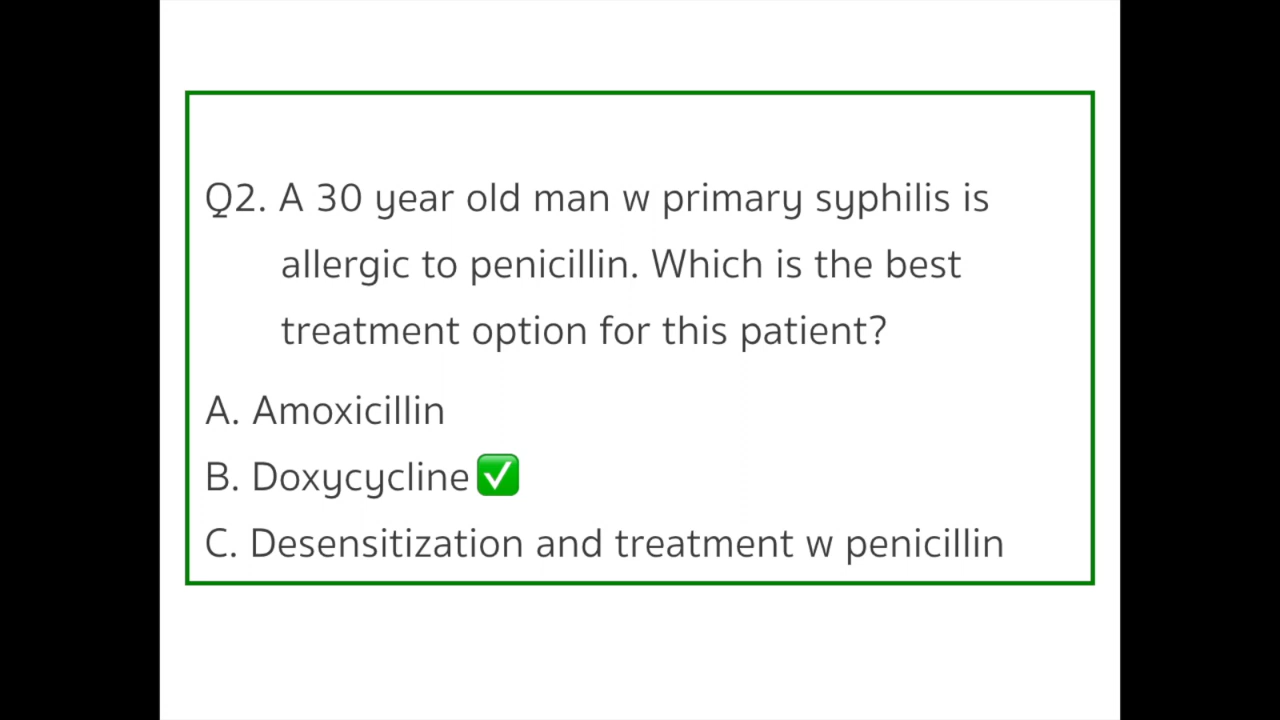 Q2. A 30 year old man w primary syphilis is
allergic to penicillin. Which is the best
treatment option for this patient?
A. Amoxicillin
B. Doxycycline ✅
C. Desensitization and treatment w penicillin